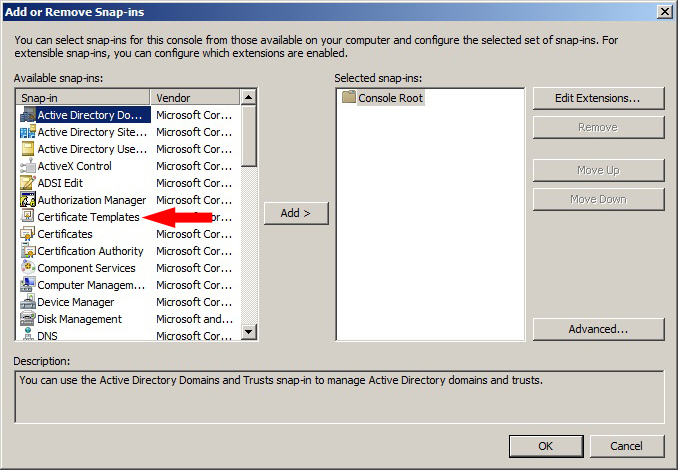 Add or Remove Snap-ins
You can select snap-ins for this console from those available on your computer and configure the selected set of snap-ins. For
extensible snap-ins, you can configure which extensions are enabled.
Available snap-ins:
Snap-in Vendor
Active Directory Do... Microsoft Cor...
Active Directory Site... Microsoft Cor...
Active Directory Use... Microsoft Cor...
ActiveX Control Microsoft Cor...
ADSI Edit Microsoft Cor...
Authorization Manager Microsoft Cor...
Certificate Templates Microsoft Cor...
Certificates Microsoft Cor...
Certification Authority Microsoft Cor...
Component Services Microsoft Cor...
Computer Managem... Microsoft Cor...
Device Manager Microsoft Cor...
Disk Management Microsoft and...
DNS Microsoft Cor...
Add >
Selected snap-ins:
Console Root
Edit Extensions...
Remove
Move Up
Move Down
Advanced...
Description:
You can use the Active Directory Domains and Trusts snap-in to manage Active Directory domains and trusts.
OK
Cancel